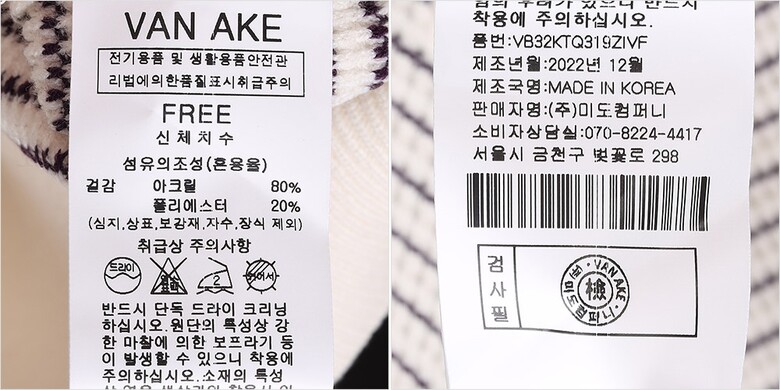 VAN AKE
전기용품 및 생활용품안전관
리법에의한품질표시취급주의
FREE
신체치수
섬유의조성(혼용율)
겉감 아크릴 80%
폴리에스터 20%
(심지,상표,보강재,자수,장식 제외)
취급상 주의사항
드라이
2
반드시 단독 드라이 크리닝
하십시오.원단의 특성상 강
한 마찰에 의한 보프라기 등
이 발생할 수 있으니 착용에
주의하십시오.소재의 특성
착용에 주의하십시오.
품번:VB32KTQ319ZIVF
제조년월:2022년 12월
제조국명:MADE IN KOREA
판매자명:(주)미도컴퍼니
소비자상담실:070-8224-4417
서울시 금천구 벚꽃로 298
검사필
VAN AKE
(주)미도컴퍼니
檢